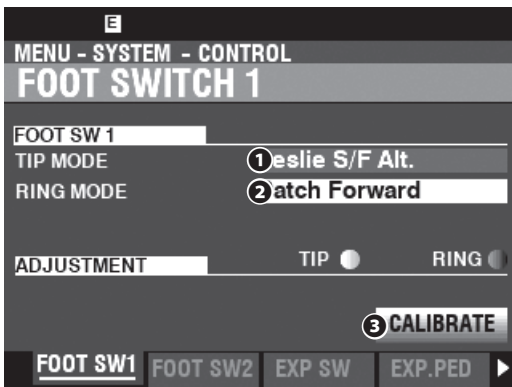 E
MENU - SYSTEM - CONTROL
FOOT SWITCH 1
FOOT SW 1
TIP MODE 1 eslie S/F Alt.
RING MODE 2 atch Forward
ADJUSTMENT TIP RING
3 CALIBRATE
FOOT SW1 FOOT SW2 EXP SW EXP.PED